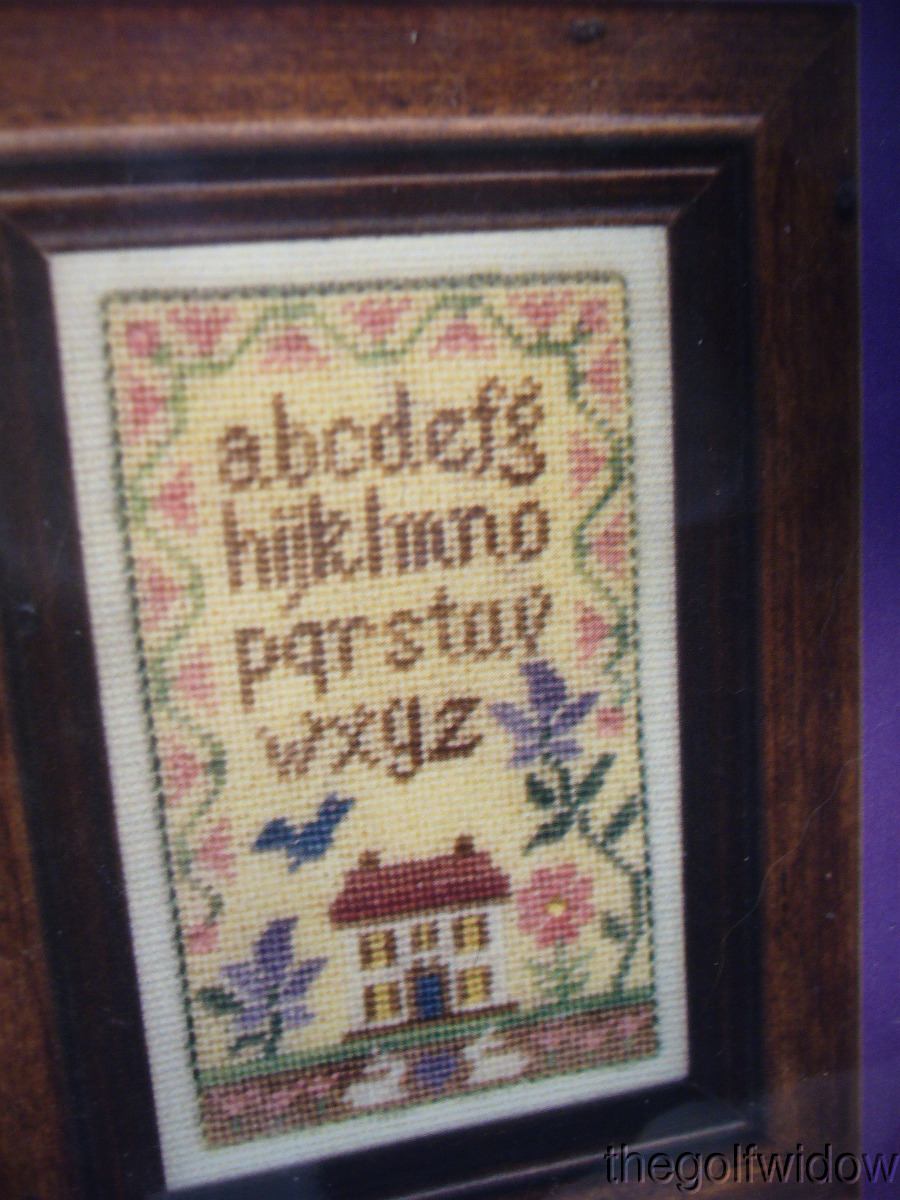 abcdefg
hijklmno
pqrstuv
wxyz
thegolfwidow